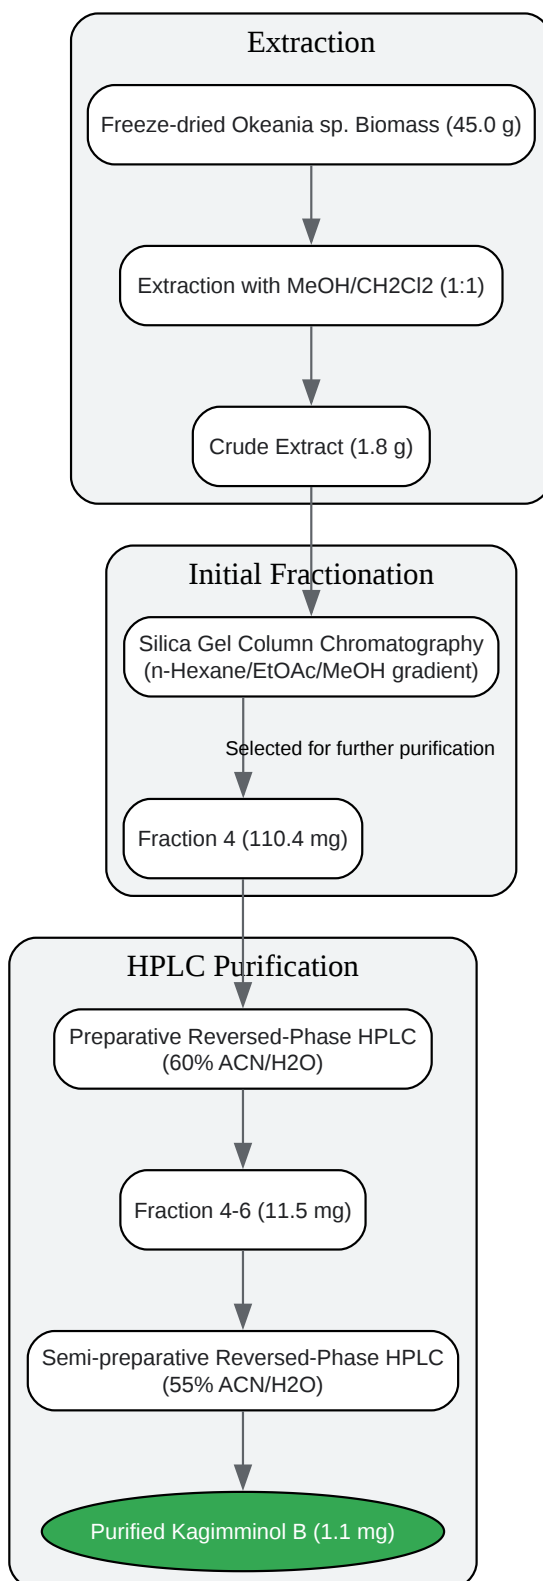 Extraction
Freeze-dried Okeania sp. Biomass (45.0 g)
Extraction with MeOH/CH2Cl2 (1:1)
Crude Extract (1.8 g)
Initial Fractionation
Silica Gel Column Chromatography
(n-Hexane/EtOAc/MeOH gradient)
Selected for further purification
Fraction 4 (110.4 mg)
HPLC Purification
Preparative Reversed-Phase HPLC
(60% ACN/H2O)
Fraction 4-6 (11.5 mg)
Semi-preparative Reversed-Phase HPLC
(55% ACN/H2O)
Purified Kagimminol B (1.1 mg)